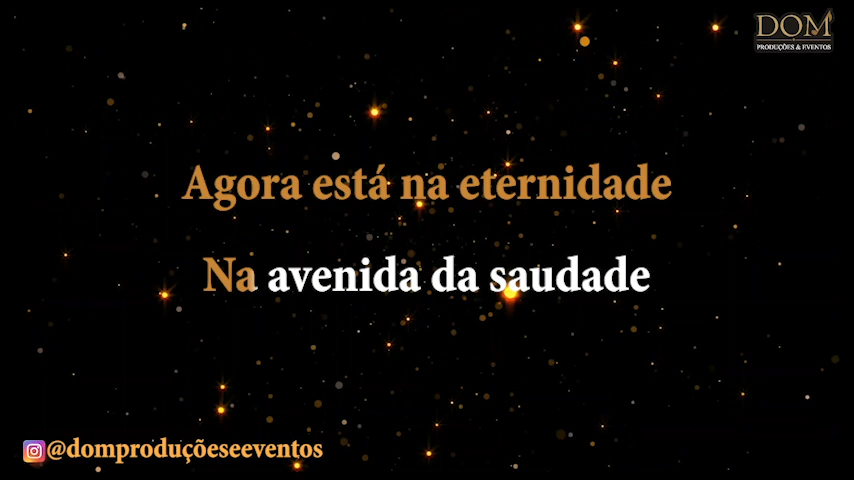 DOM
PRODUÇÕES & EVENTOS
Agora está na eternidade
Na avenida da saudade
@domproduçõeseeventos